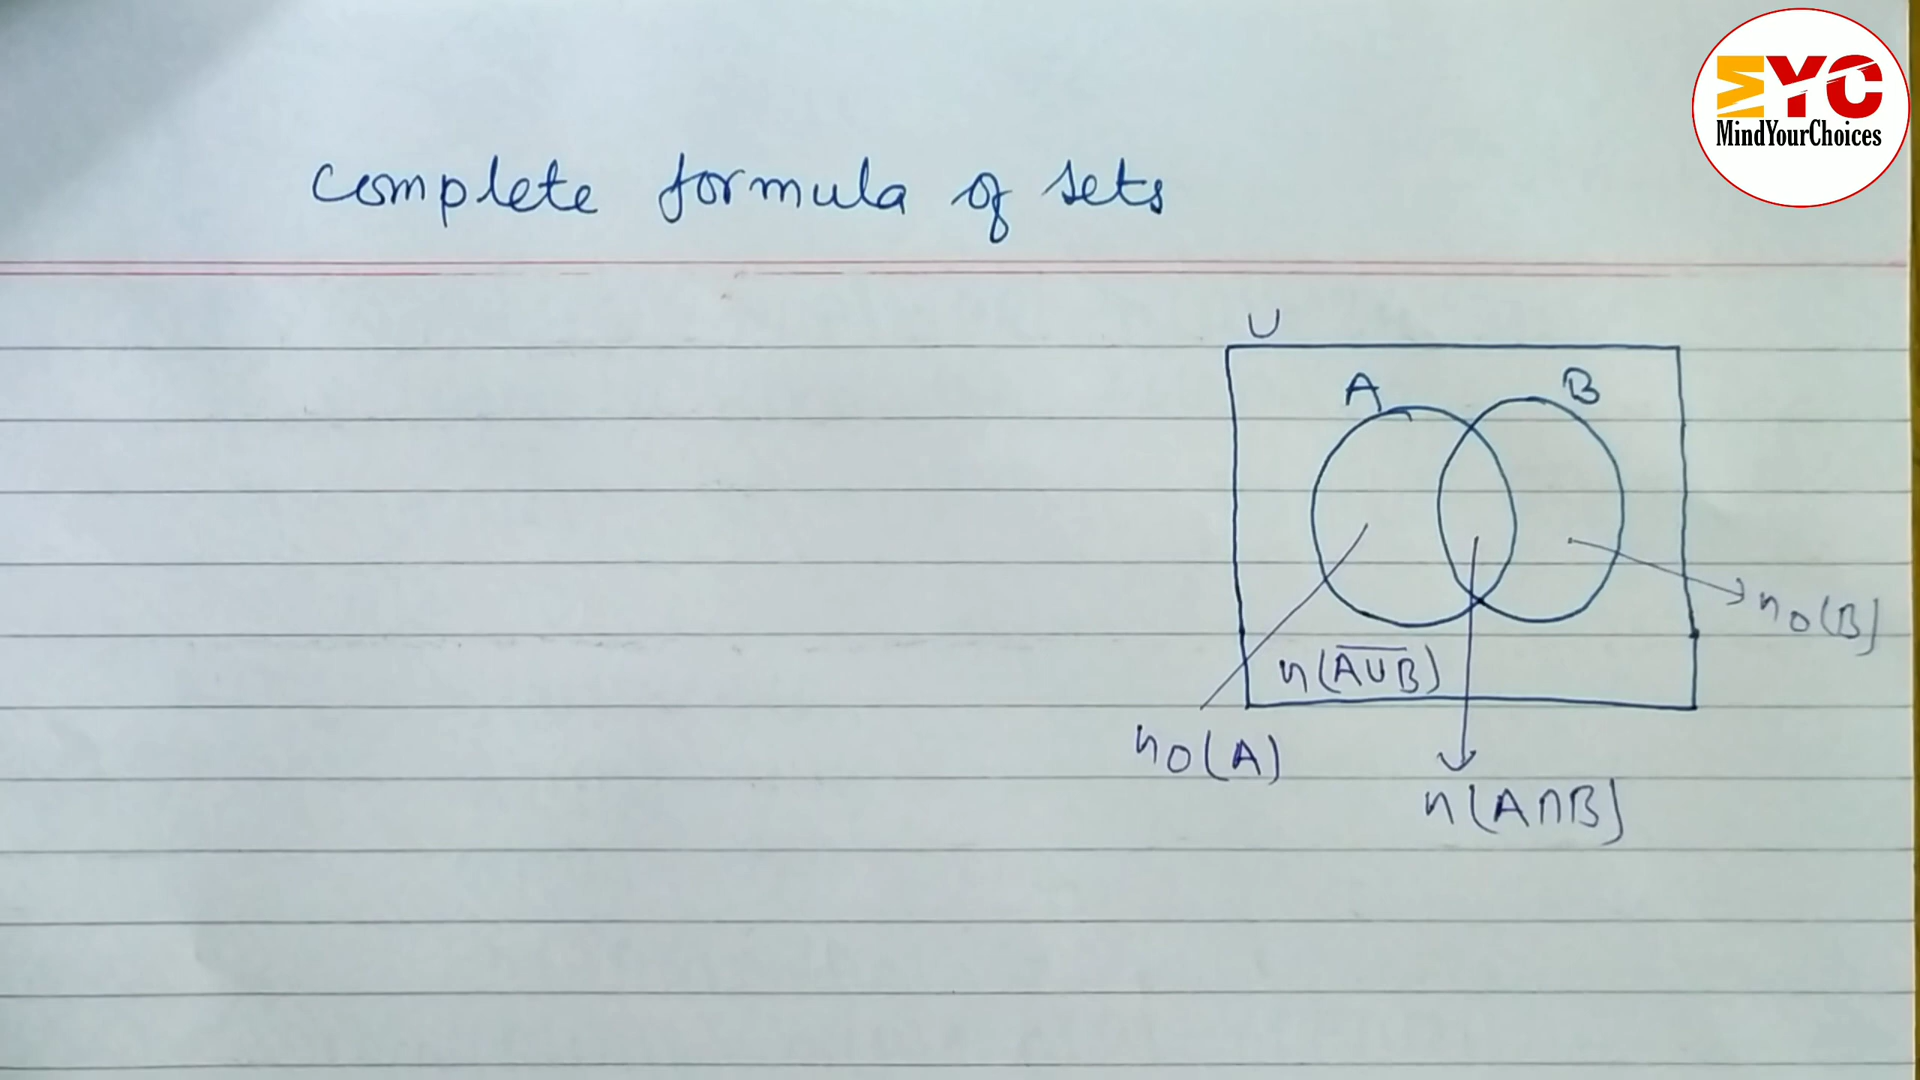 MYC
MindYourChoices
complete formula of sets
U
A
B
n₀(B)
n(A∪B)̅
n₀(A)
n(A∩B)